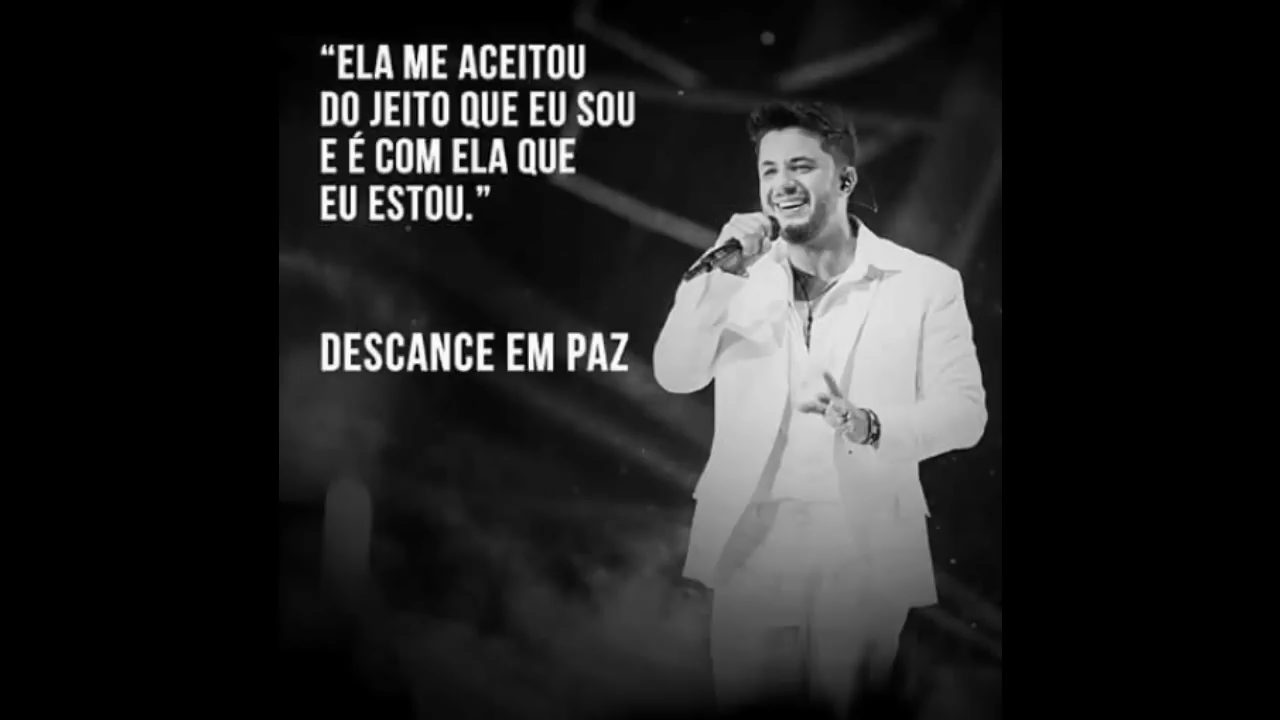 “ELA ME ACEITOU
DO JEITO QUE EU SOU
E É COM ELA QUE
EU ESTOU.”
DESCANCE EM PAZ